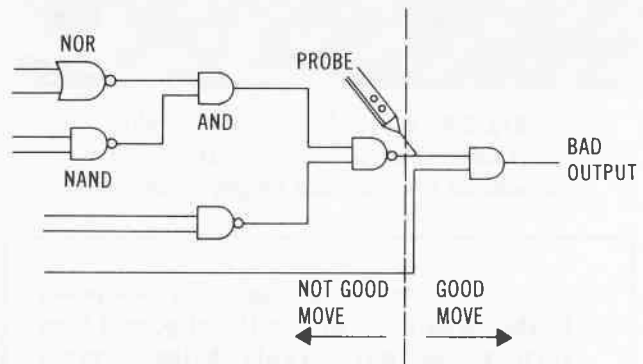 NOR
PROBE
AND
NAND
BAD
OUTPUT
NOT GOOD
MOVE
GOOD
MOVE